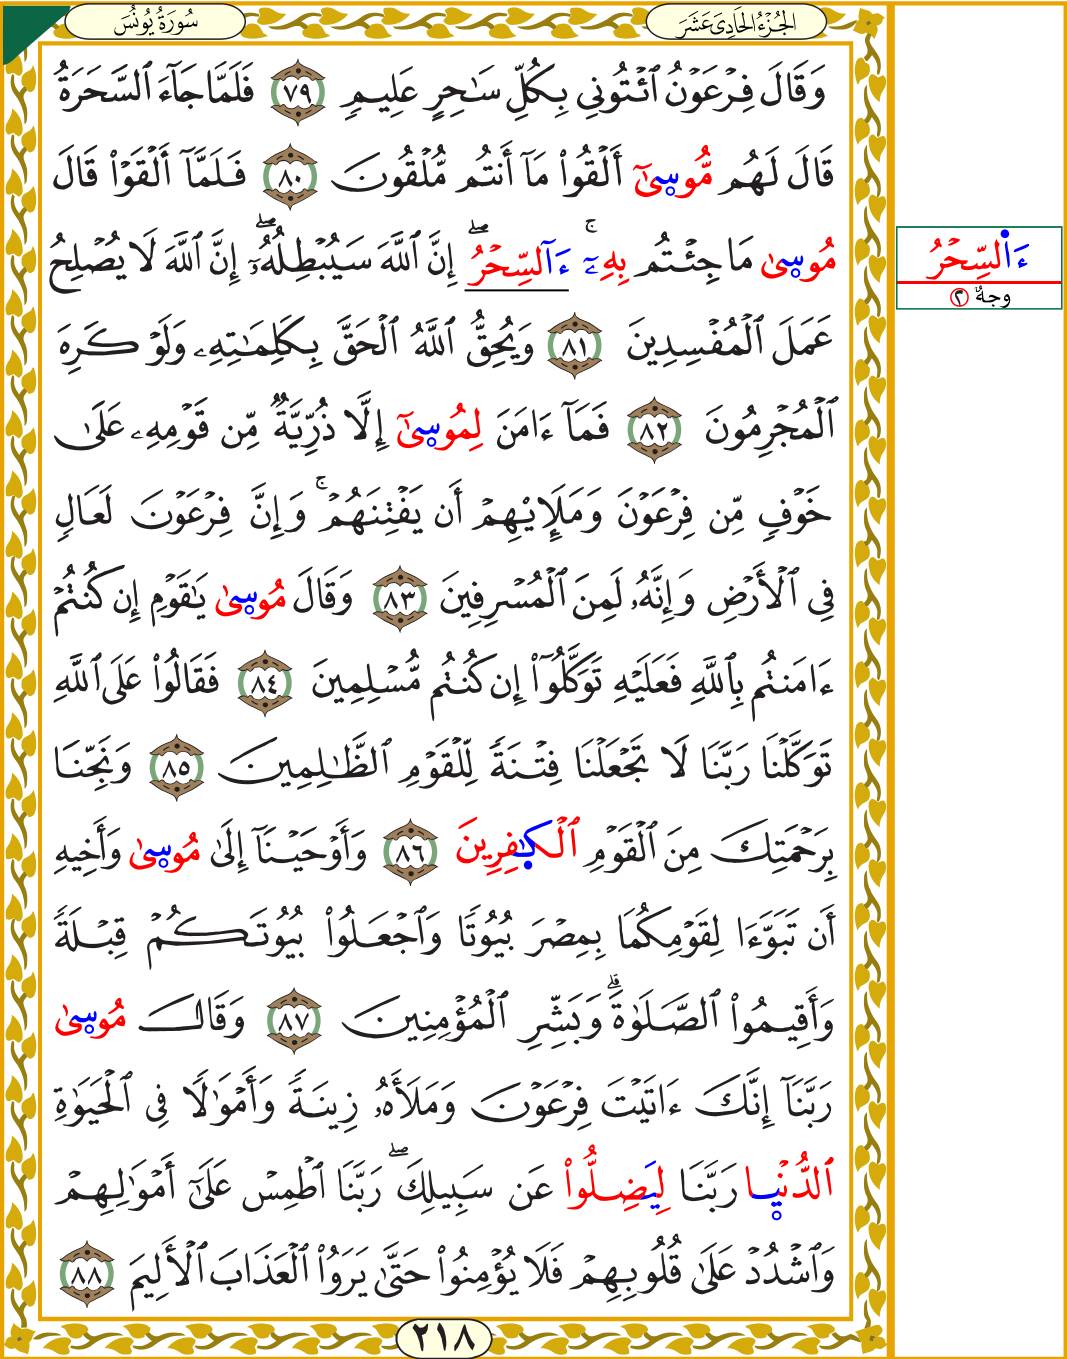 سُورَةُ يُونُسَ
الجُزْءُ الحَادِيَ عَشَرَ
وَقَالَ فِرْعَوْنُ ٱئْتُونِي بِكُلِّ سَٰحِرٍ عَلِيمٖ ٧٩ فَلَمَّا جَآءَ ٱلسَّحَرَةُ
قَالَ لَهُم مُّوسَىٰٓ أَلْقُوا۟ مَآ أَنتُم مُّلْقُونَ ٨٠ فَلَمَّآ أَلْقَوْا۟ قَالَ
مُوسَىٰ مَا جِئْتُم بِهِۦٓ ۚ ءَآلسِّحْرُ ۖ إِنَّ ٱللَّهَ سَيُبْطِلُهُۥٓ ۖ إِنَّ ٱللَّهَ لَا يُصْلِحُ
عَمَلَ ٱلْمُفْسِدِينَ ٨١ وَيُحِقُّ ٱللَّهُ ٱلْحَقَّ بِكَلِمَٰتِهِۦ وَلَوْ كَرِهَ
ٱلْمُجْرِمُونَ ٨٢ فَمَآ ءَامَنَ لِمُوسَىٰٓ إِلَّا ذُرِّيَّةٌ مِّن قَوْمِهِۦ عَلَىٰ
خَوْفٍ مِّن فِرْعَوْنَ وَمَلَإِي۟هِمْ أَن يَفْتِنَهُمْ ۚ وَإِنَّ فِرْعَوْنَ لَعَالٍ
فِي ٱلْأَرْضِ وَإِنَّهُۥ لَمِنَ ٱلْمُسْرِفِينَ ٨٣ وَقَالَ مُوسَىٰ يَٰقَوْمِ إِن كُنتُمْ
ءَامَنتُم بِٱللَّهِ فَعَلَيْهِ تَوَكَّلُوٓا۟ إِن كُنتُم مُّسْلِمِينَ ٨٤ فَقَالُوا۟ عَلَى ٱللَّهِ
تَوَكَّلْنَا رَبَّنَا لَا تَجْعَلْنَا فِتْنَةً لِّلْقَوْمِ ٱلظَّٰلِمِينَ ٨٥ وَنَجِّنَا
بِرَحْمَتِكَ مِنَ ٱلْقَوْمِ ٱلْكَٰفِرِينَ ٨٦ وَأَوْحَيْنَآ إِلَىٰ مُوسَىٰ وَأَخِيهِ
أَن تَبَوَّءَا لِقَوْمِكُمَا بِمِصْرَ بُيُوتًا وَٱجْعَلُوا۟ بُيُوتَكُمْ قِبْلَةً
وَأَقِيمُوا۟ ٱلصَّلَوٰةَ ۗ وَبَشِّرِ ٱلْمُؤْمِنِينَ ٨٧ وَقَالَ مُوسَىٰ
رَبَّنَآ إِنَّكَ ءَاتَيْتَ فِرْعَوْنَ وَمَلَأَهُۥ زِينَةً وَأَمْوَٰلًا فِي ٱلْحَيَوٰةِ
ٱلدُّنْيَا رَبَّنَا لِيَضِلُّوا۟ عَن سَبِيلِكَ ۖ رَبَّنَا ٱطْمِسْ عَلَىٰٓ أَمْوَٰلِهِمْ
وَٱشْدُدْ عَلَىٰ قُلُوبِهِمْ فَلَا يُؤْمِنُوا۟ حَتَّىٰ يَرَوُا۟ ٱلْعَذَابَ ٱلْأَلِيمَ ٨٨
٢١٨
ءَا۬لسِّحْرُ
وجهٌ ٢